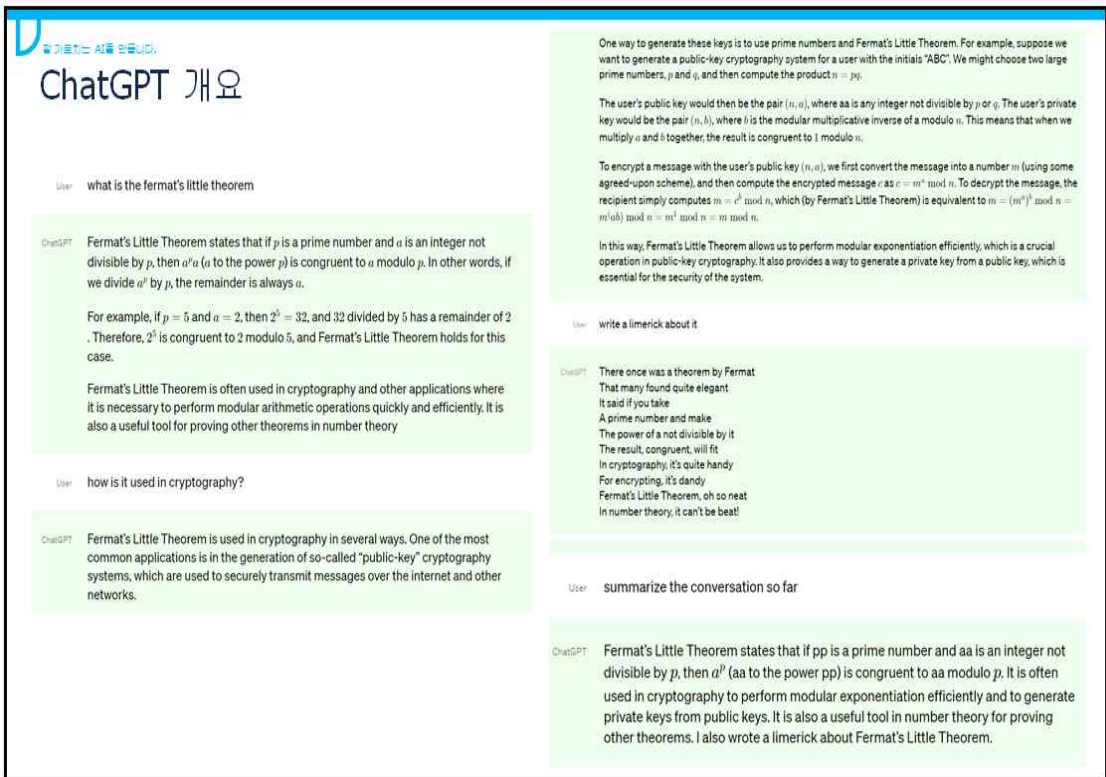 잘 가르치는 AI를 만듭니다.
ChatGPT 개요
User what is the fermat's little theorem
ChatGPT Fermat's Little Theorem states that if p is a prime number and a is an integer not
divisible by p, then aᵖa (a to the power p) is congruent to a modulo p. In other words, if
we divide aᵖ by p, the remainder is always a.
For example, if p = 5 and a = 2, then 2⁵ = 32, and 32 divided by 5 has a remainder of 2
. Therefore, 2⁵ is congruent to 2 modulo 5, and Fermat's Little Theorem holds for this
case.
Fermat's Little Theorem is often used in cryptography and other applications where
it is necessary to perform modular arithmetic operations quickly and efficiently. It is
also a useful tool for proving other theorems in number theory
User how is it used in cryptography?
ChatGPT Fermat's Little Theorem is used in cryptography in several ways. One of the most
common applications is in the generation of so-called "public-key" cryptography
systems, which are used to securely transmit messages over the internet and other
networks.
One way to generate these keys is to use prime numbers and Fermat's Little Theorem. For example, suppose we
want to generate a public-key cryptography system for a user with the initials "ABC". We might choose two large
prime numbers, p and q, and then compute the product n = pq.
The user's public key would then be the pair (n, a), where aa is any integer not divisible by p or q. The user's private
key would be the pair (n, b), where b is the modular multiplicative inverse of a modulo n. This means that when we
multiply a and b together, the result is congruent to 1 modulo n.
To encrypt a message with the user's public key (n, a), we first convert the message into a number m (using some
agreed-upon scheme), and then compute the encrypted message c as c = mᵃ mod n. To decrypt the message, the
recipient simply computes m = cᵇ mod n, which (by Fermat's Little Theorem) is equivalent to m = (mᵃ)ᵇ mod n =
m⁽ab) mod n = m¹ mod n = m mod n.
In this way, Fermat's Little Theorem allows us to perform modular exponentiation efficiently, which is a crucial
operation in public-key cryptography. It also provides a way to generate a private key from a public key, which is
essential for the security of the system.
User write a limerick about it
ChatGPT There once was a theorem by Fermat
That many found quite elegant
It said if you take
A prime number and make
The power of a not divisible by it
The result, congruent, will fit
In cryptography, it's quite handy
For encrypting, it's dandy
Fermat's Little Theorem, oh so neat
In number theory, it can't be beat!
User summarize the conversation so far
ChatGPT Fermat's Little Theorem states that if pp is a prime number and aa is an integer not
divisible by p, then aᵖ (aa to the power pp) is congruent to aa modulo p. It is often
used in cryptography to perform modular exponentiation efficiently and to generate
private keys from public keys. It is also a useful tool in number theory for proving
other theorems. I also wrote a limerick about Fermat's Little Theorem.